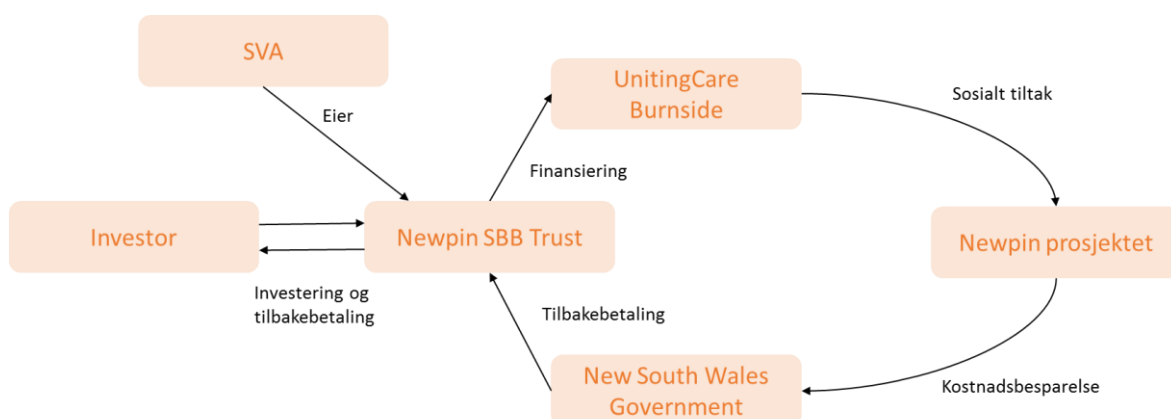 SVA
UnitingCare
Burnside
Sosialt tiltak
Eier
Finansiering
Investor
Newpin SBB Trust
Newpin prosjektet
Investering og
tilbakebetaling
Tilbakebetaling
New South Wales
Government
Kostnadsbesparelse